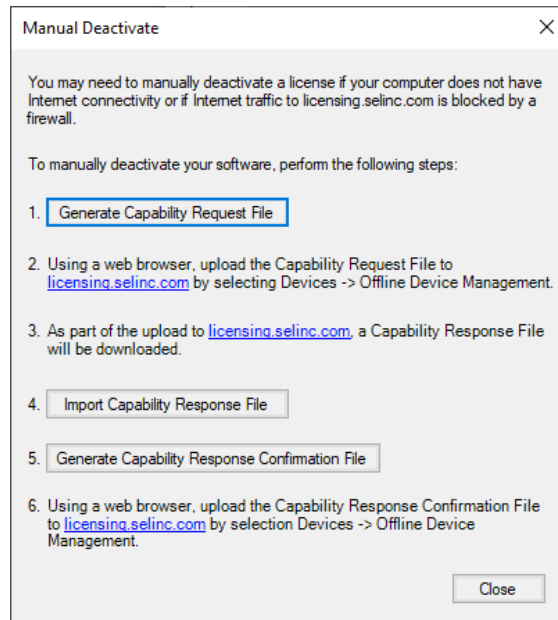 Manual Deactivate
You may need to manually deactivate a license if your computer does not have
Internet connectivity or if Internet traffic to licensing.selinc.com is blocked by a
firewall.
To manually deactivate your software, perform the following steps:
1. Generate Capability Request File
2. Using a web browser, upload the Capability Request File to
licensing.selinc.com by selecting Devices -> Offline Device Management.
3. As part of the upload to licensing.selinc.com, a Capability Response File
will be downloaded.
4. Import Capability Response File
5. Generate Capability Response Confirmation File
6. Using a web browser, upload the Capability Response Confirmation File
to licensing.selinc.com by selection Devices -> Offline Device
Management.
Close